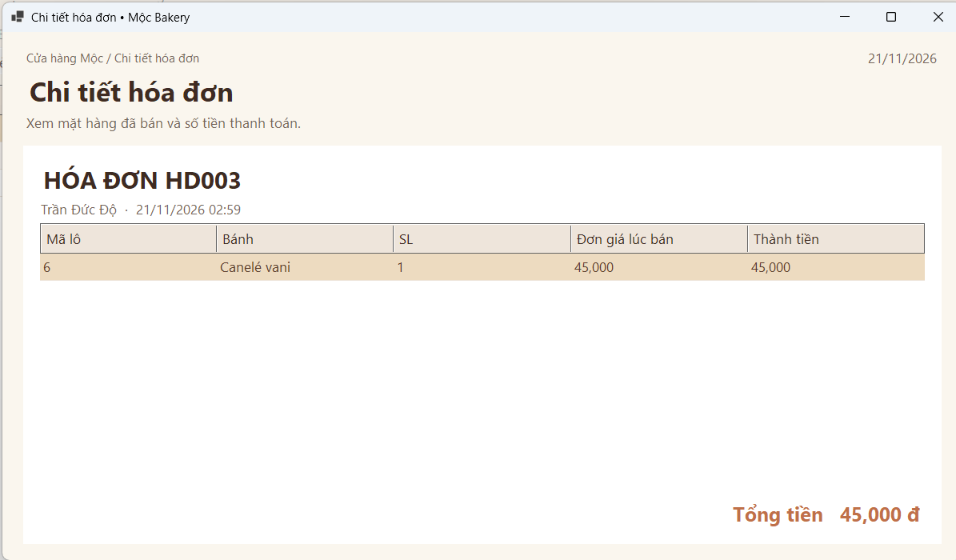 Chi tiết hóa đơn • Mộc Bakery
Cửa hàng Mộc / Chi tiết hóa đơn 21/11/2026
Chi tiết hóa đơn
Xem mặt hàng đã bán và số tiền thanh toán.
HÓA ĐƠN HD003
Trần Đức Độ · 21/11/2026 02:59
Mã lô Bánh SL Đơn giá lúc bán Thành tiền
6 Canelé vani 1 45,000 45,000
Tổng tiền 45,000 đ